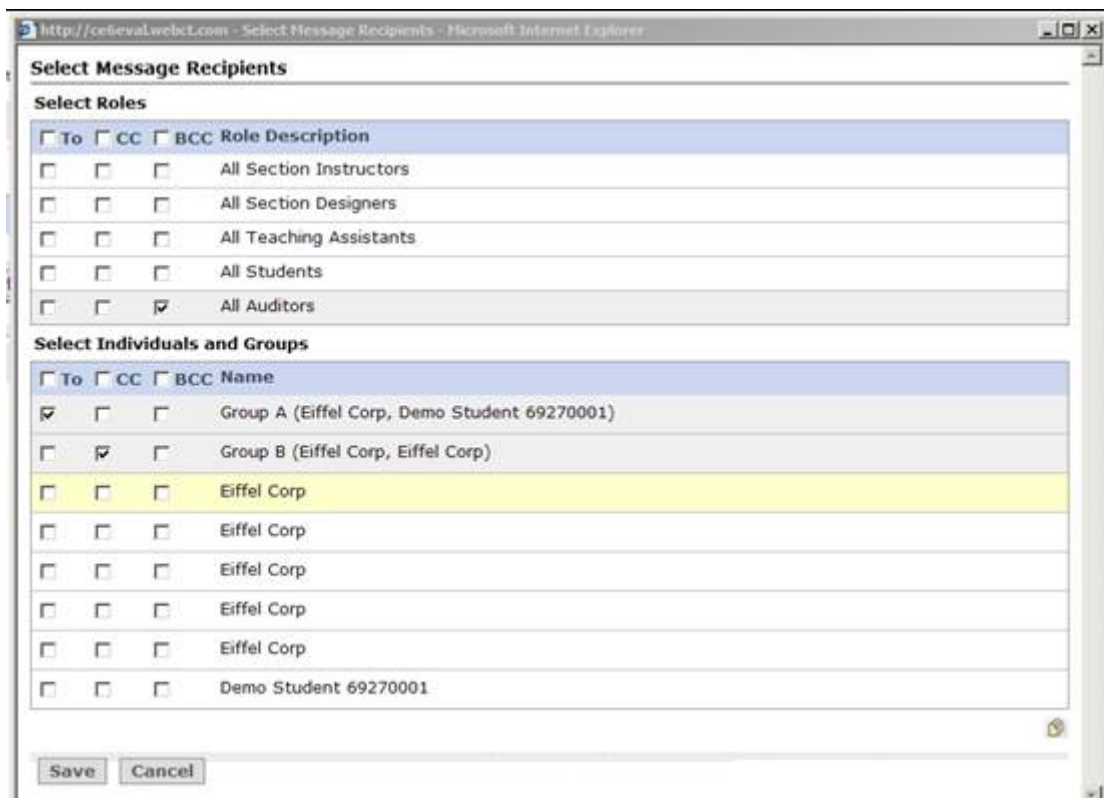 http://ce6eval.webct.com - Select Message Recipients - Microsoft Internet Explorer
Select Message Recipients
Select Roles
To CC BCC Role Description
All Section Instructors
All Section Designers
All Teaching Assistants
All Students
All Auditors
Select Individuals and Groups
To CC BCC Name
Group A (Eiffel Corp, Demo Student 69270001)
Group B (Eiffel Corp, Eiffel Corp)
Eiffel Corp
Eiffel Corp
Eiffel Corp
Eiffel Corp
Eiffel Corp
Demo Student 69270001
Save Cancel